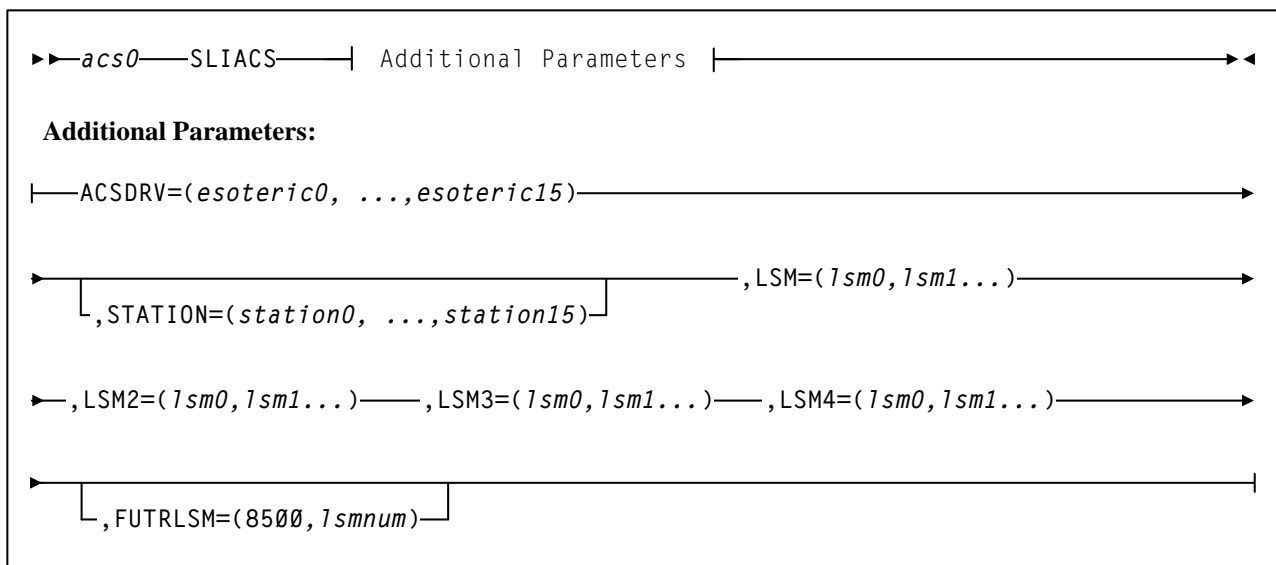 acs0 SLIACS Additional Parameters
Additional Parameters:
ACSDRV=(esoteric0, ...,esoteric15)
,LSM=(lsm0,lsm1...)
,STATION=(station0, ...,station15)
,LSM2=(lsm0,lsm1...) ,LSM3=(lsm0,lsm1...) ,LSM4=(lsm0,lsm1...)
,FUTRLSM=(8500,lsmnum)